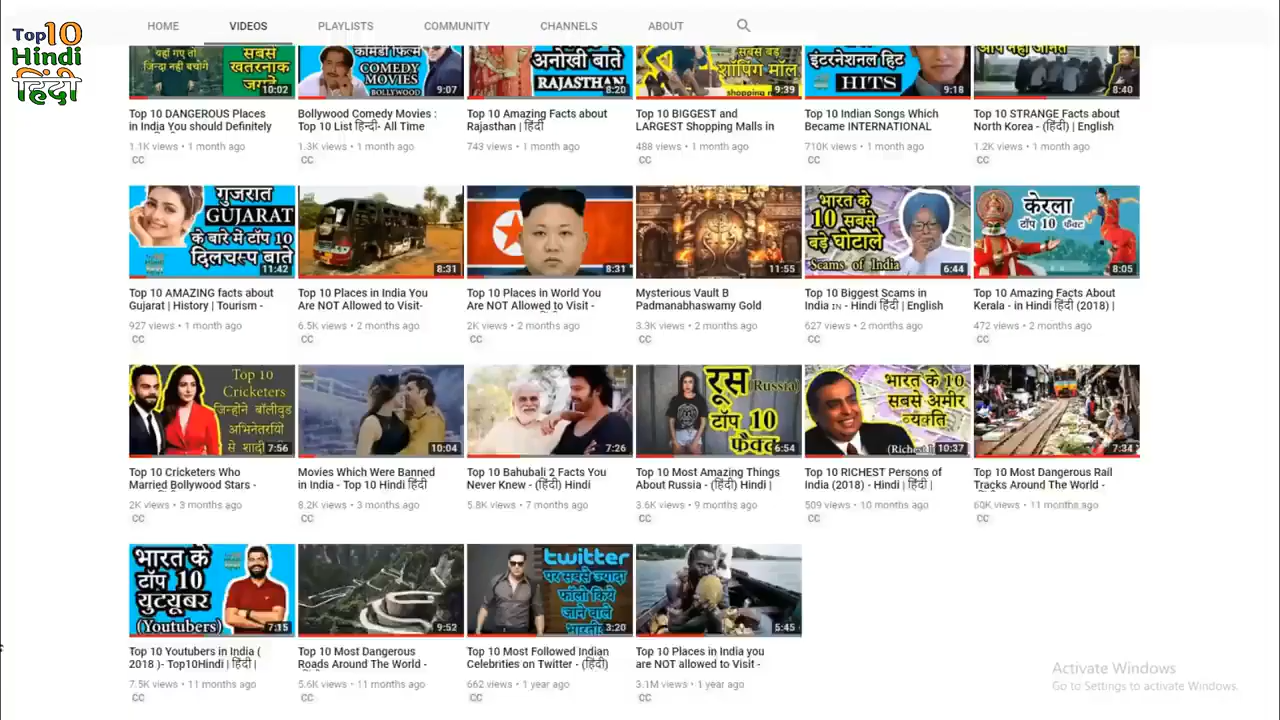 Top10
Hindi
हिंदी
HOME VIDEOS PLAYLISTS COMMUNITY CHANNELS ABOUT
यहाँ गए तो
जिन्दा नहीं बचोगे
सबसे
खतरनाक
10:02
कॉमेडी फिल्में
COMEDY
MOVIES
BOLLYWOOD
9:07
अनोखी बाते
RAJASTHAN
8:20
सबसे बड़े
शॉपिंग मॉल
9:39
इंटरनेशनल हिट
HITS
9:18
8:40
Top 10 DANGEROUS Places
in India You should Definitely
1.1K views • 1 month ago
CC
Bollywood Comedy Movies :
Top 10 List हिन्दी- All Time
1.3K views • 1 month ago
CC
Top 10 Amazing Facts about
Rajasthan | हिंदी
743 views • 1 month ago
CC
Top 10 BIGGEST and
LARGEST Shopping Malls in
488 views • 1 month ago
CC
Top 10 Indian Songs Which
Became INTERNATIONAL
710K views • 1 month ago
CC
Top 10 STRANGE Facts about
North Korea - (हिंदी) | English
1.2K views • 1 month ago
CC
गुजरात
GUJARAT
के बारे में टॉप 10
दिलचस्प बाते
11:42
8:31
8:31
11:55
भारत के
10 सबसे
बड़े घोटाले
Scams of India
6:44
केरला
टॉप 10 फैक्ट
8:05
Top 10 AMAZING facts about
Gujarat | History | Tourism -
927 views • 1 month ago
CC
Top 10 Places in India You
Are NOT Allowed to Visit-
6.5K views • 2 months ago
CC
Top 10 Places in World You
Are NOT Allowed to Visit -
2K views • 2 months ago
CC
Mysterious Vault B
Padmanabhaswamy Gold
3.3K views • 2 months ago
CC
Top 10 Biggest Scams in
India IN - Hindi हिंदी | English
627 views • 2 months ago
CC
Top 10 Amazing Facts About
Kerala - in Hindi हिंदी (2018) |
472 views • 2 months ago
CC
Top 10
Cricketers
जिन्होंने बॉलीवुड
अभिनेत्रीयों
से शादी
7:56
10:04
7:26
रूस (Russia)
टॉप 10
फैक्ट
6:54
भारत के 10
सबसे अमीर
व्यक्ति
10:37
7:34
Top 10 Cricketers Who
Married Bollywood Stars -
2K views • 3 months ago
CC
Movies Which Were Banned
in India - Top 10 Hindi हिंदी
8.2K views • 3 months ago
CC
Top 10 Bahubali 2 Facts You
Never Knew - (हिंदी) Hindi
5.8K views • 7 months ago
CC
Top 10 Most Amazing Things
About Russia - (हिंदी) Hindi |
3.6K views • 9 months ago
CC
Top 10 RICHEST Persons of
India (2018) - Hindi | हिंदी |
509 views • 10 months ago
CC
Top 10 Most Dangerous Rail
Tracks Around The World -
60K views • 11 months ago
CC
भारत के
टॉप 10
युट्यूबर
(Youtubers)
7:15
9:52
twitter
पर सबसे ज्यादा
फॉलो किये
जाने वाले
भारतीय
3:20
5:45
Top 10 Youtubers in India (
2018 )- Top10Hindi | हिंदी |
7.5K views • 11 months ago
CC
Top 10 Most Dangerous
Roads Around The World -
5.6K views • 11 months ago
CC
Top 10 Most Followed Indian
Celebrities on Twitter - (हिंदी)
662 views • 1 year ago
CC
Top 10 Places in India you
are NOT allowed to Visit -
3.1M views • 1 year ago
CC
Activate Windows
Go to Settings to activate Windows.